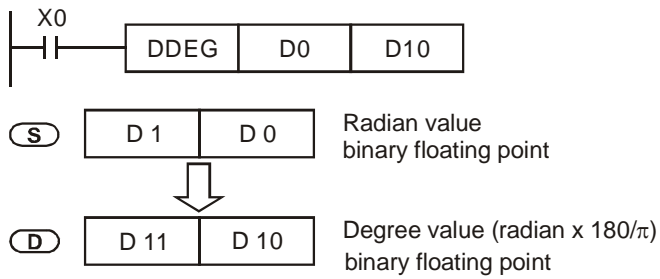 X0
DDEG D0 D10
S D 1 D 0 Radian value
binary floating point
D D 11 D 10 Degree value (radian x 180/π)
binary floating point